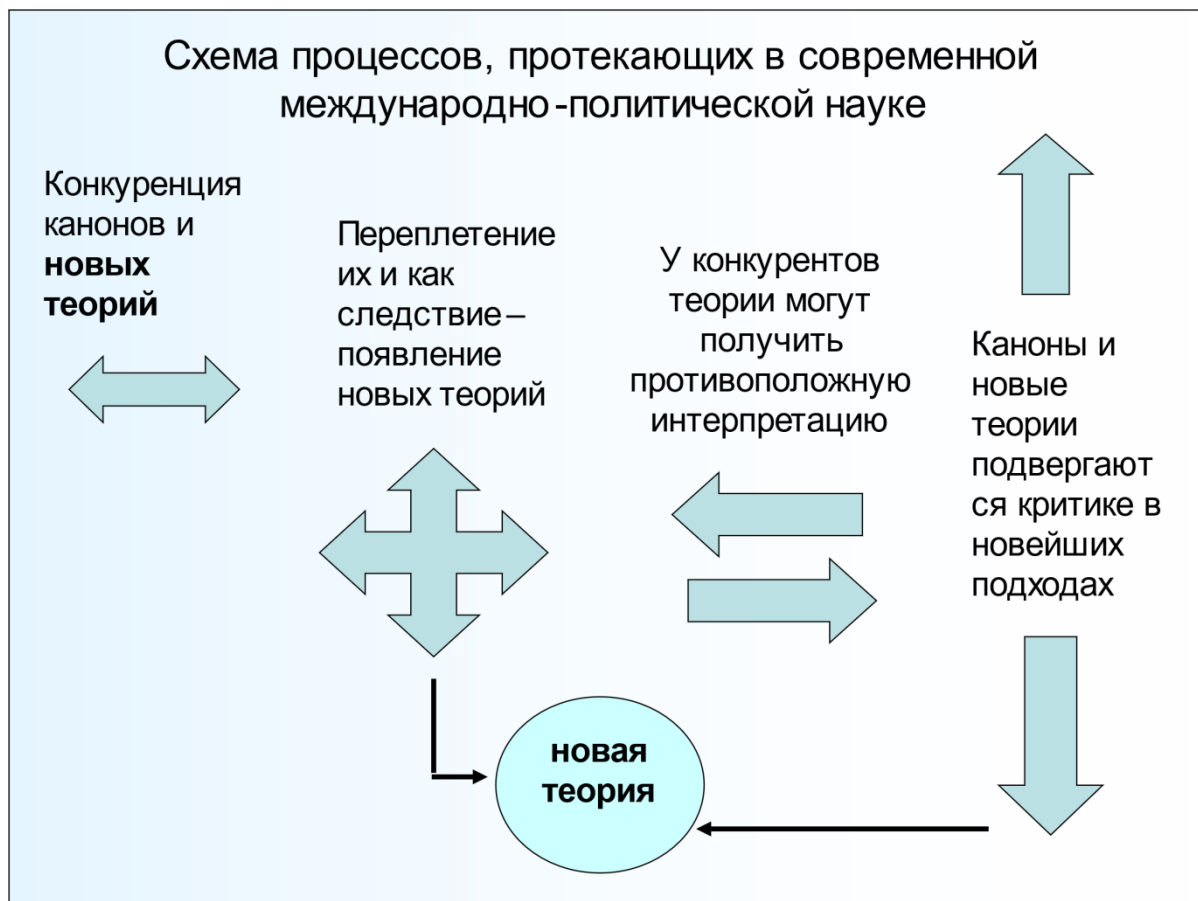 Схема процессов, протекающих в современной
международно-политической науке
Конкуренция
канонов и
новых
теорий
Переплетение
их и как
следствие –
появление
новых теорий
У конкурентов
теории могут
получить
противоположную
интерпретацию
Каноны и
новые
теории
подвергают
ся критике в
новейших
подходах
новая
теория